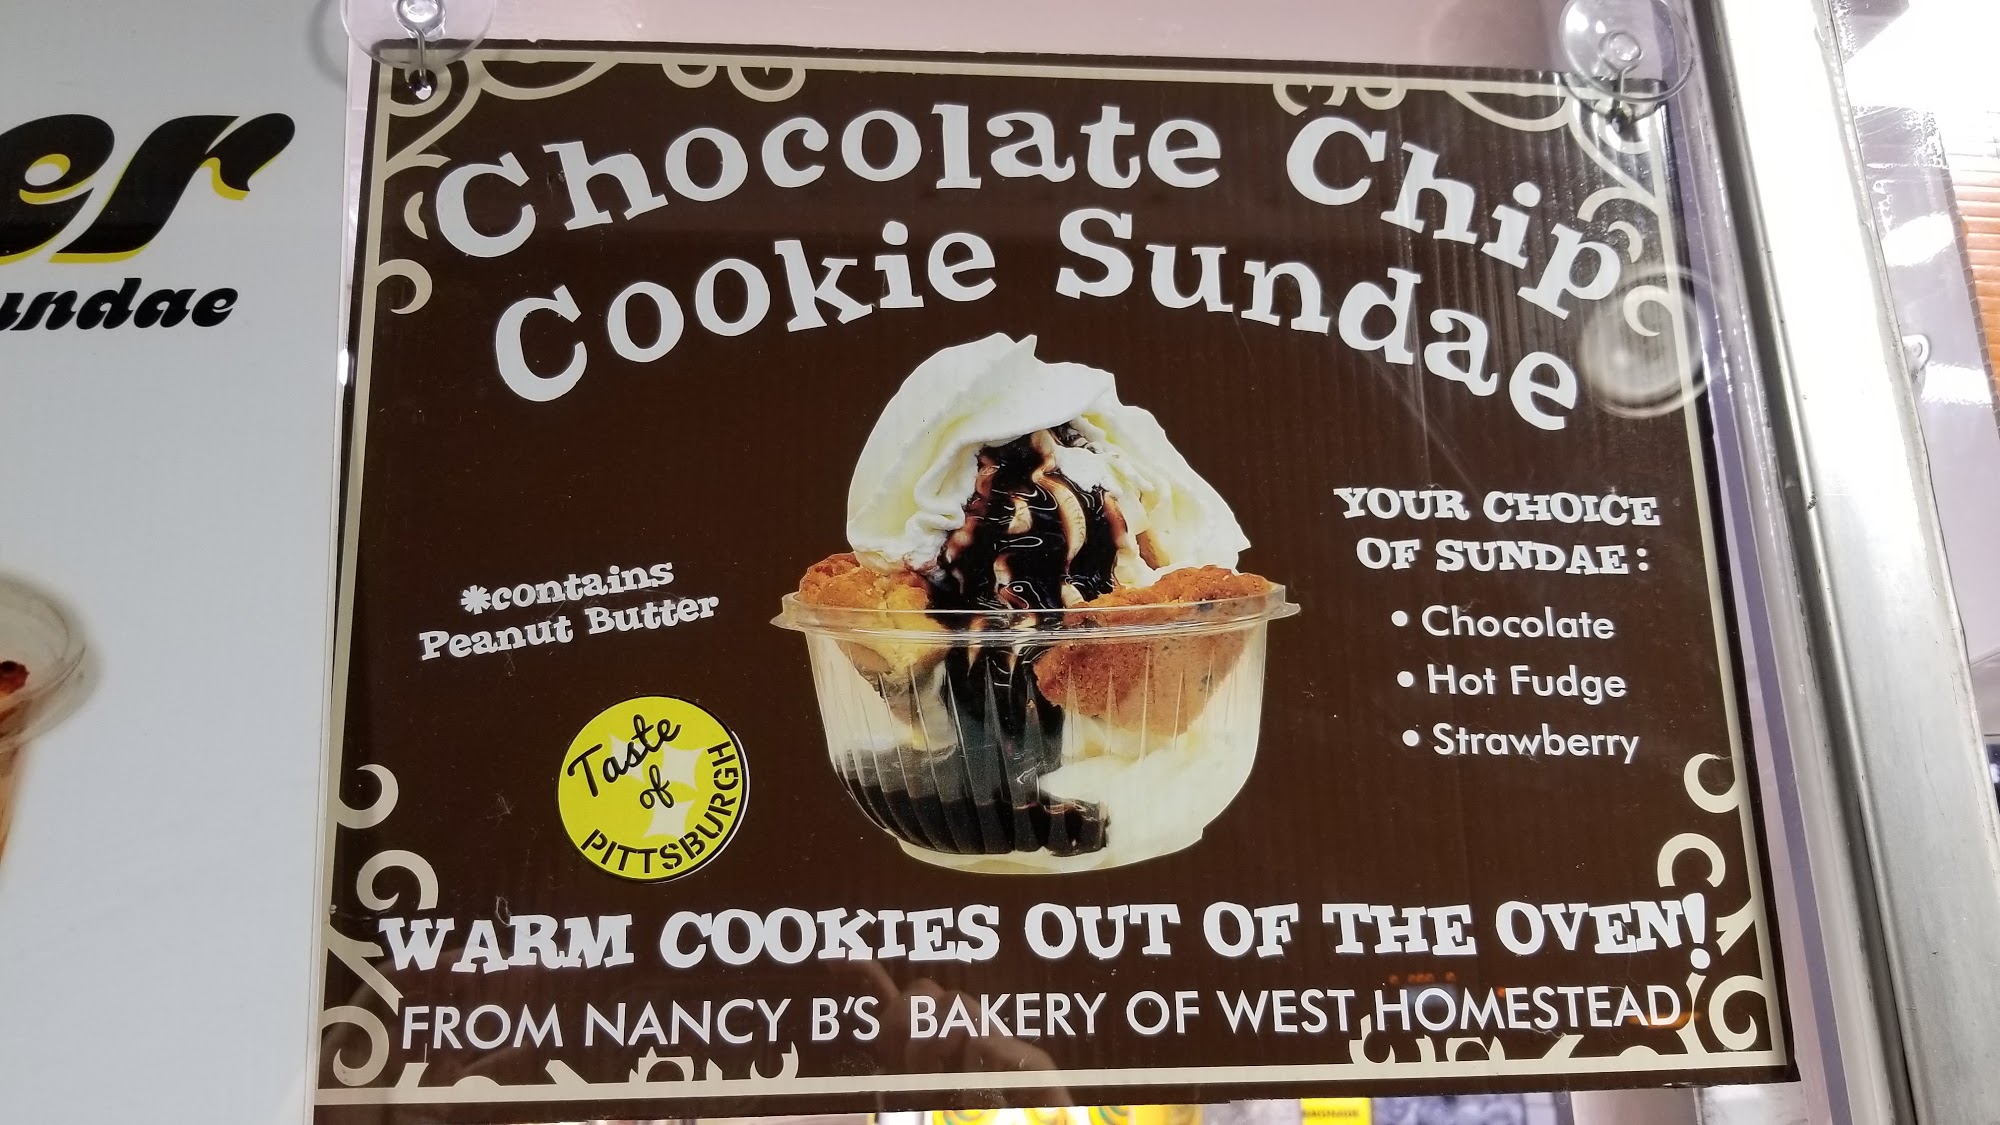 er
undae
Chocolate Chip
Cookie Sundae
*contains
Peanut Butter
YOUR CHOICE
OF SUNDAE:
• Chocolate
• Hot Fudge
• Strawberry
Taste
of
PITTSBURGH
WARM COOKIES OUT OF THE OVEN!
FROM NANCY B'S BAKERY OF WEST HOMESTEAD